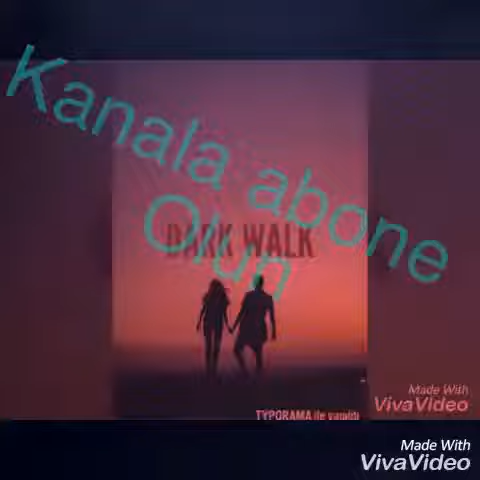 Kanala abone
Olun
DARK WALK
TYPORAMA ile yapıldı
Made With
VivaVideo
Made With
VivaVideo